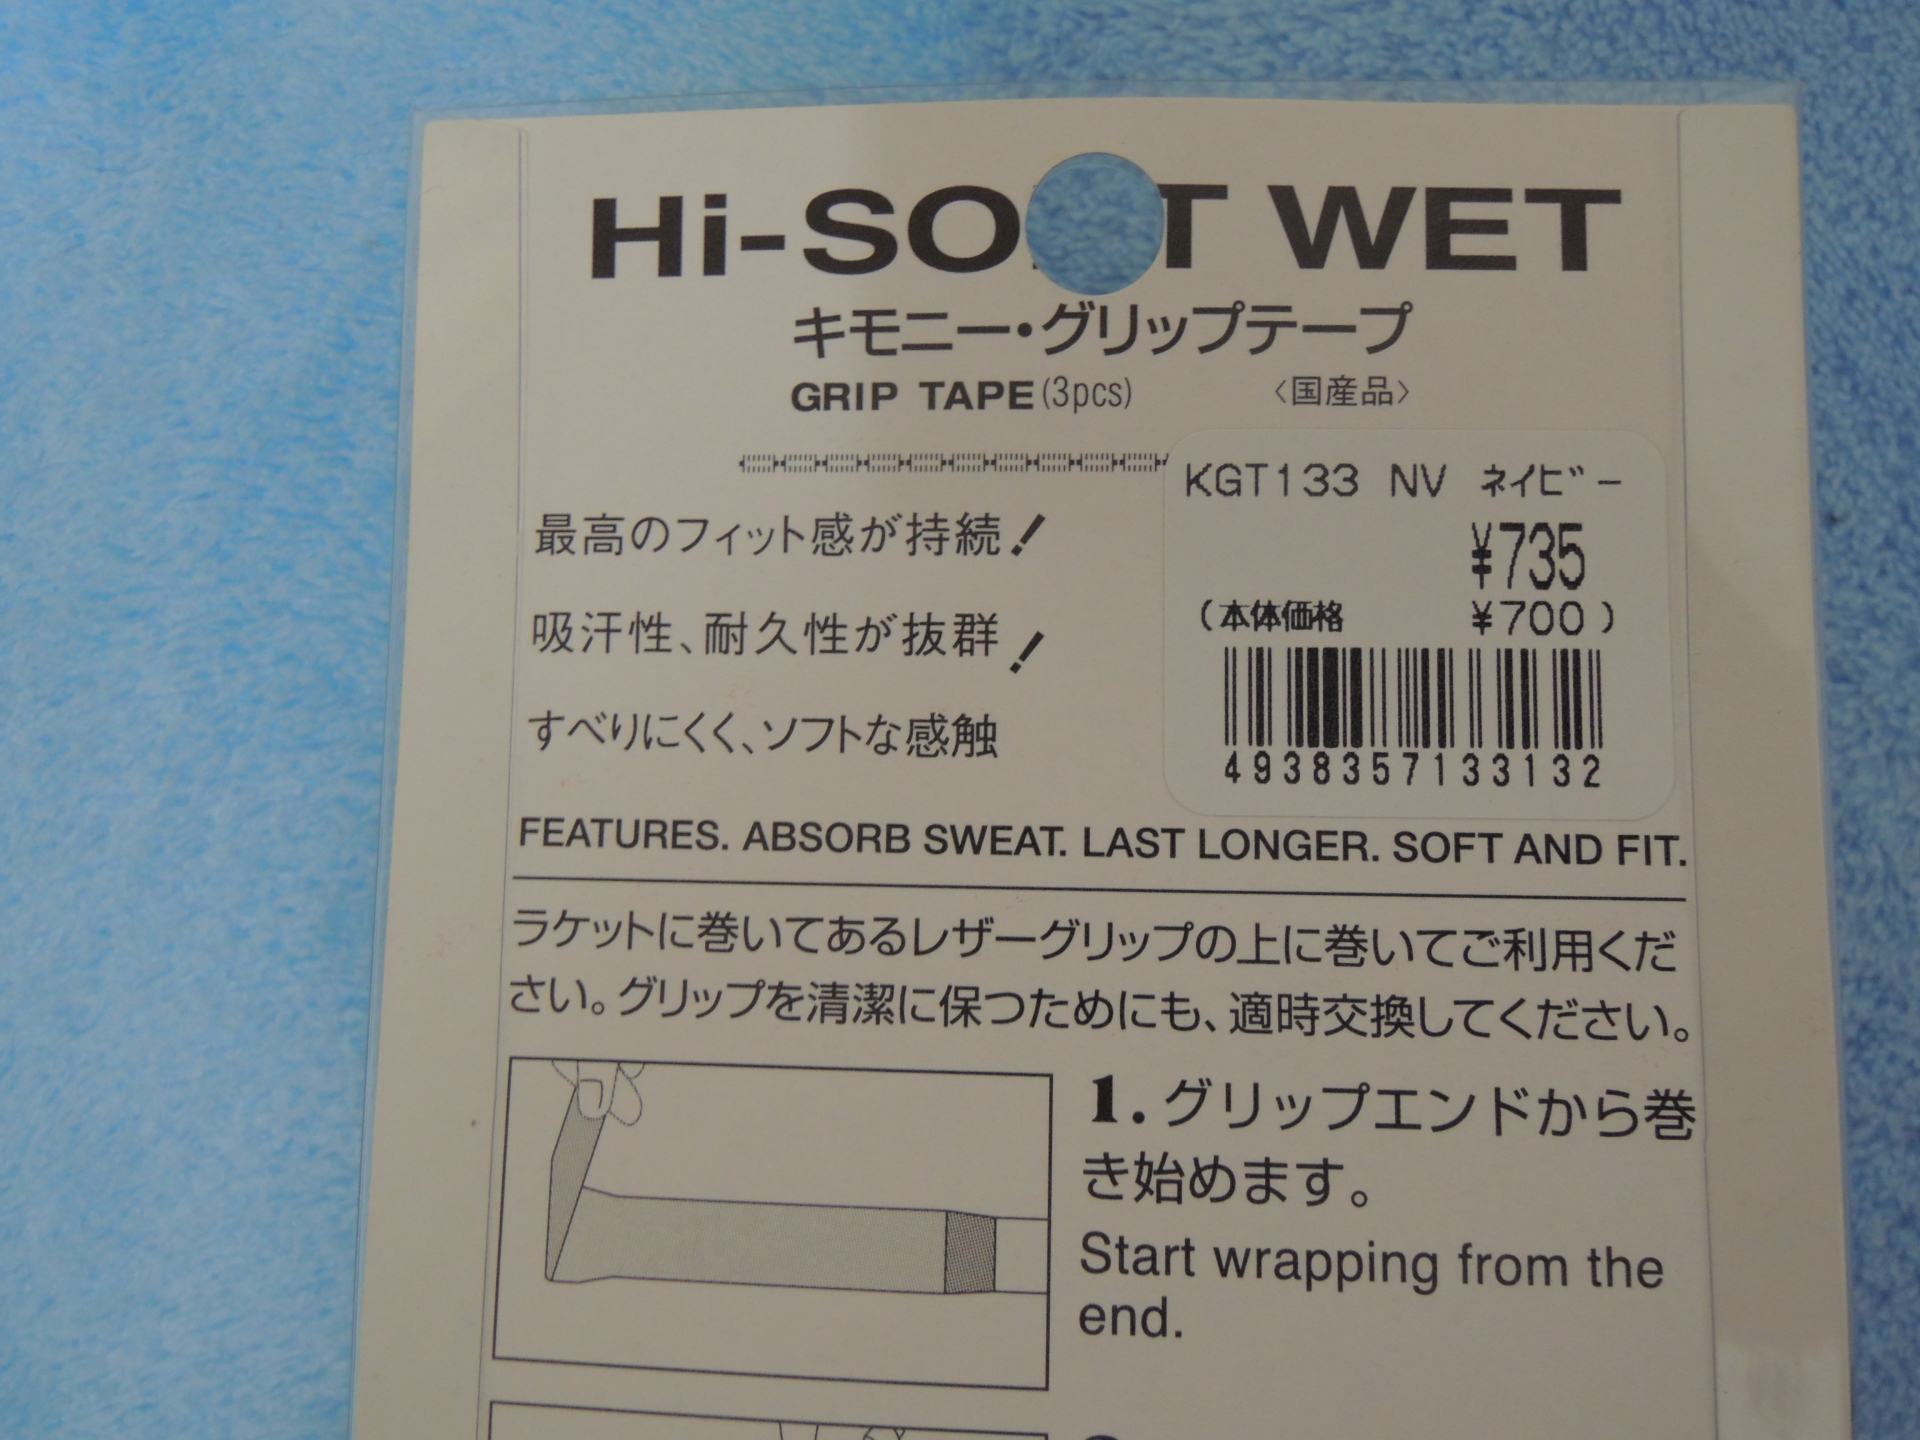 Hi-SOFT WET
キモニー・グリップテープ
GRIP TAPE (3pcs) 〈国産品〉
KGT133 NV ネイビー
¥735
(本体価格 ¥700)
4938357133132
最高のフィット感が持続!
吸汗性、耐久性が抜群!
すべりにくく、ソフトな感触
FEATURES. ABSORB SWEAT. LAST LONGER. SOFT AND FIT.
ラケットに巻いてあるレザーグリップの上に巻いてご利用くだ
さい。グリップを清潔に保つためにも、適時交換してください。
1. グリップエンドから巻
き始めます。
Start wrapping from the
end.